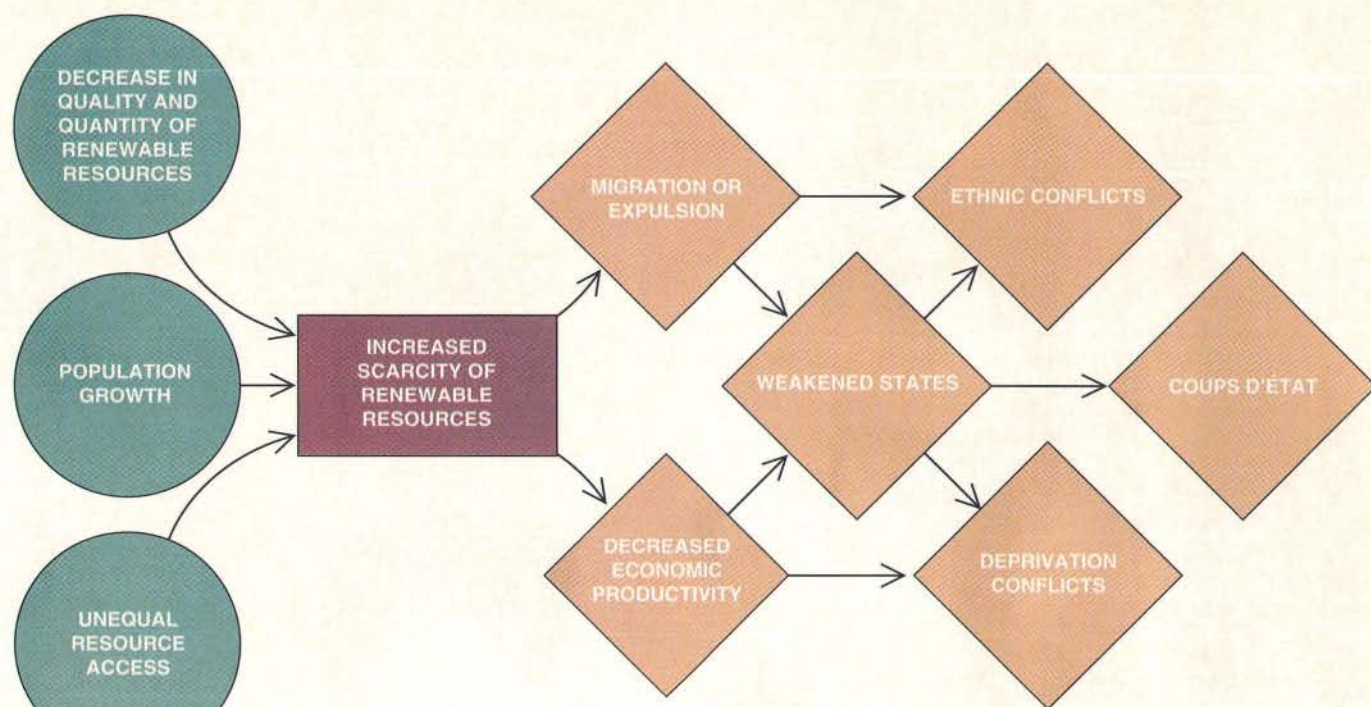 DECREASE IN
QUALITY AND
QUANTITY OF
RENEWABLE
RESOURCES
POPULATION
GROWTH
UNEQUAL
RESOURCE
ACCESS
INCREASED
SCARCITY OF
RENEWABLE
RESOURCES
MIGRATION OR
EXPULSION
DECREASED
ECONOMIC
PRODUCTIVITY
WEAKENED STATES
ETHNIC CONFLICTS
COUPS D'ÉTAT
DEPRIVATION
CONFLICTS